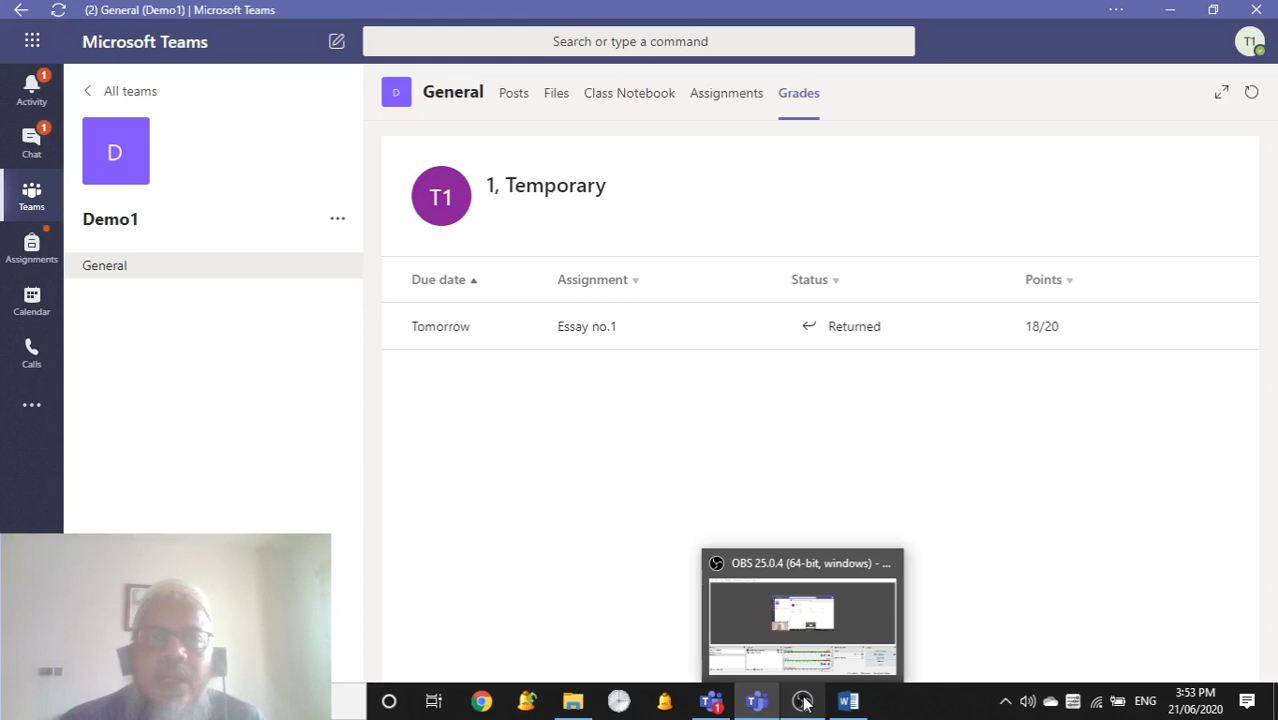 (2) General (Demo1) | Microsoft Teams
Microsoft Teams
Search or type a command
T1
1
Activity
1
Chat
Teams
Assignments
Calendar
Calls
All teams
D
Demo1
General
D
General Posts Files Class Notebook Assignments Grades
T1
1, Temporary
Due date Assignment Status Points
Tomorrow Essay no.1 Returned 18/20
OBS 25.0.4 (64-bit, windows) - ...
1
ENG
3:53 PM
21/06/2020